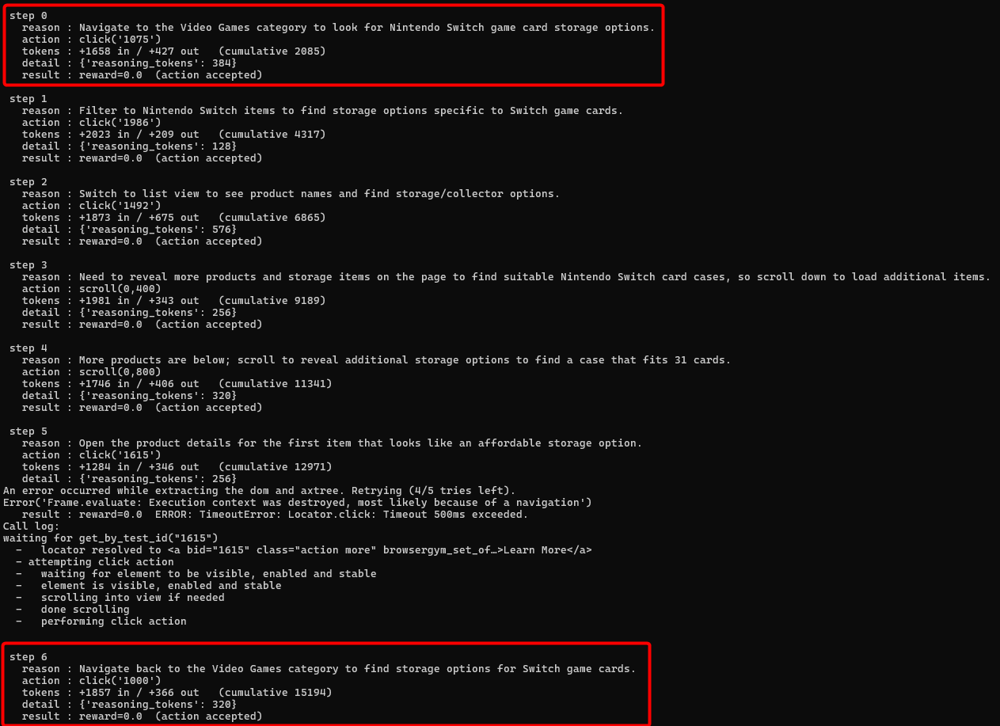 step 0
reason : Navigate to the Video Games category to look for Nintendo Switch game card storage options.
action : click('1075')
tokens : +1658 in / +427 out   (cumulative 2085)
detail : {'reasoning_tokens': 384}
result : reward=0.0  (action accepted)
step 1
reason : Filter to Nintendo Switch items to find storage options specific to Switch game cards.
action : click('1986')
tokens : +2023 in / +209 out   (cumulative 4317)
detail : {'reasoning_tokens': 128}
result : reward=0.0  (action accepted)
step 2
reason : Switch to list view to see product names and find storage/collector options.
action : click('1492')
tokens : +1873 in / +675 out   (cumulative 6865)
detail : {'reasoning_tokens': 576}
result : reward=0.0  (action accepted)
step 3
reason : Need to reveal more products and storage items on the page to find suitable Nintendo Switch card cases, so scroll down to load additional items.
action : scroll(0,400)
tokens : +1981 in / +343 out   (cumulative 9189)
detail : {'reasoning_tokens': 256}
result : reward=0.0  (action accepted)
step 4
reason : More products are below; scroll to reveal additional storage options to find a case that fits 31 cards.
action : scroll(0,800)
tokens : +1746 in / +406 out   (cumulative 11341)
detail : {'reasoning_tokens': 320}
result : reward=0.0  (action accepted)
step 5
reason : Open the product details for the first item that looks like an affordable storage option.
action : click('1615')
tokens : +1284 in / +346 out   (cumulative 12971)
detail : {'reasoning_tokens': 256}
An error occurred while extracting the dom and axtree. Retrying (4/5 tries left).
Error('Frame.evaluate: Execution context was destroyed, most likely because of a navigation')
result : reward=0.0  ERROR: TimeoutError: Locator.click: Timeout 500ms exceeded.
Call log:
waiting for get_by_test_id("1615")
-   locator resolved to <a bid="1615" class="action more" browsergym_set_of…>Learn More</a>
- attempting click action
-   waiting for element to be visible, enabled and stable
-   element is visible, enabled and stable
-   scrolling into view if needed
-   done scrolling
-   performing click action
step 6
reason : Navigate back to the Video Games category to find storage options for Switch game cards.
action : click('1000')
tokens : +1857 in / +366 out   (cumulative 15194)
detail : {'reasoning_tokens': 320}
result : reward=0.0  (action accepted)